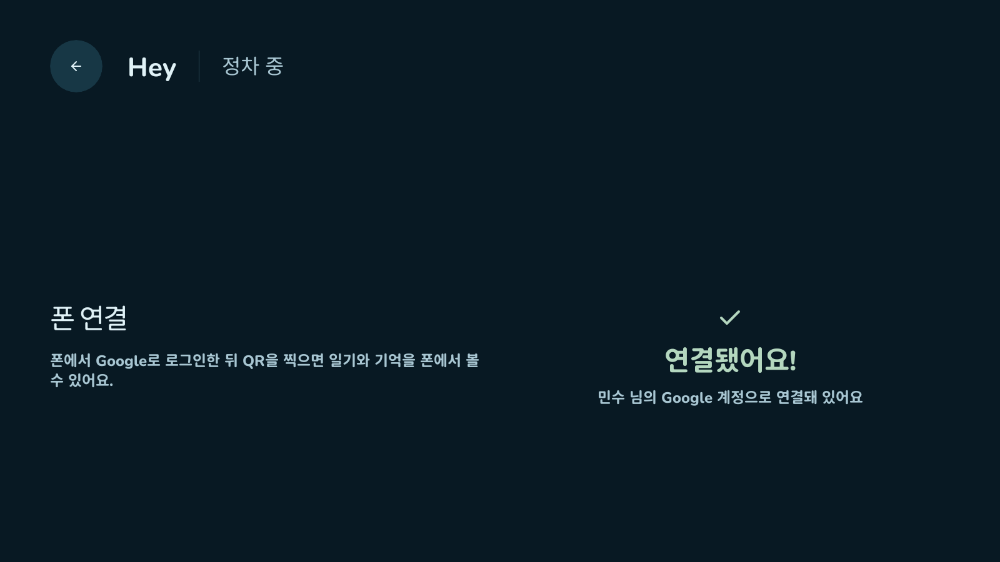 Hey
정차 중
폰 연결
폰에서 Google로 로그인한 뒤 QR을 찍으면 일기와 기억을 폰에서 볼
수 있어요.
연결됐어요!
민수 님의 Google 계정으로 연결돼 있어요